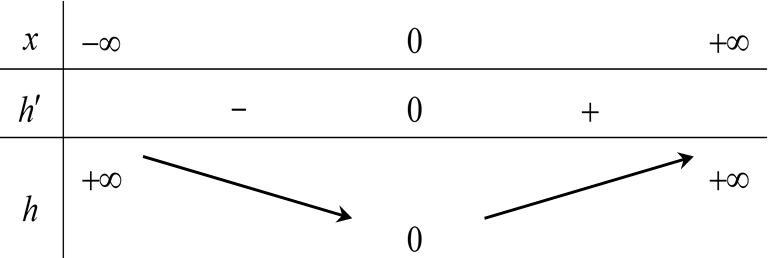 x −∞ 0 +∞
h′ − 0 +
h +∞ 0 +∞